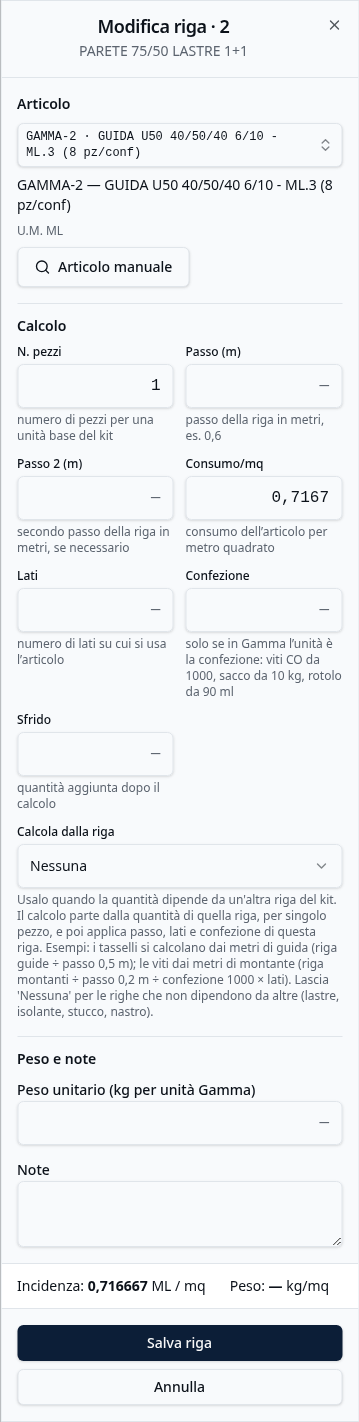 Modifica riga · 2
PARETE 75/50 LASTRE 1+1
Articolo
GAMMA-2 · GUIDA U50 40/50/40 6/10 -
ML.3 (8 pz/conf)
GAMMA-2 — GUIDA U50 40/50/40 6/10 - ML.3 (8
pz/conf)
U.M. ML
Articolo manuale
Calcolo
N. pezzi
1
numero di pezzi per una
unità base del kit
Passo (m)
—
passo della riga in metri,
es. 0,6
Passo 2 (m)
—
secondo passo della riga in
metri, se necessario
Consumo/mq
0,7167
consumo dell’articolo per
metro quadrato
Lati
—
numero di lati su cui si usa
l’articolo
Confezione
—
solo se in Gamma l’unità è
la confezione: viti CO da
1000, sacco da 10 kg, rotolo
da 90 ml
Sfrido
—
quantità aggiunta dopo il
calcolo
Calcola dalla riga
Nessuna
Usalo quando la quantità dipende da un'altra riga del kit.
Il calcolo parte dalla quantità di quella riga, per singolo
pezzo, e poi applica passo, lati e confezione di questa
riga. Esempi: i tasselli si calcolano dai metri di guida (riga
guide ÷ passo 0,5 m); le viti dai metri di montante (riga
montanti ÷ passo 0,2 m ÷ confezione 1000 × lati). Lascia
'Nessuna' per le righe che non dipendono da altre (lastre,
isolante, stucco, nastro).
Peso e note
Peso unitario (kg per unità Gamma)
—
Note
Incidenza: 0,716667 ML / mq Peso: — kg/mq
Salva riga
Annulla